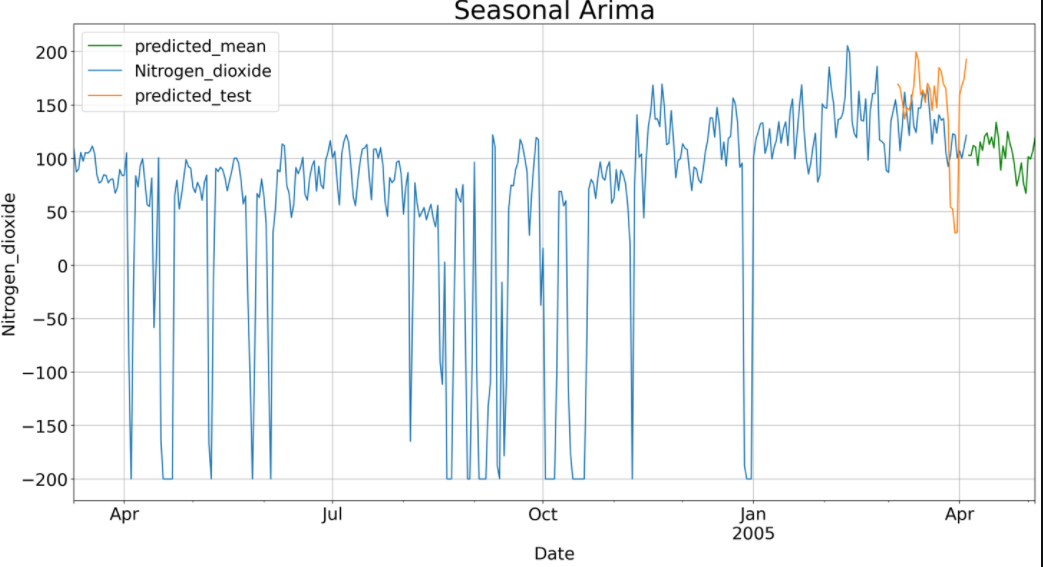 Seasonal Arima
predicted_mean
Nitrogen_dioxide
predicted_test
200
150
100
50
0
−50
−100
−150
−200
Nitrogen_dioxide
Apr
Jul
Oct
Jan
2005
Apr
Date